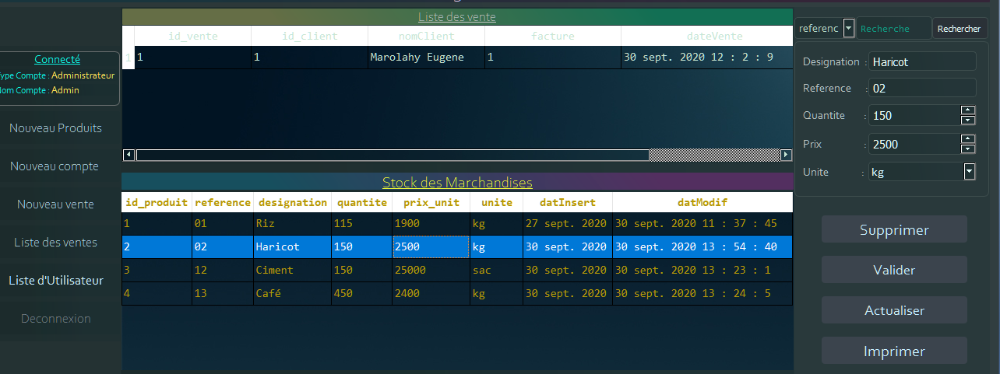 Connecté
Type Compte : Administrateur
Nom Compte : Admin
Nouveau Produits
Nouveau compte
Nouveau vente
Liste des ventes
Liste d'Utilisateur
Deconnexion
Liste des vente
id_vente id_client nomClient facture dateVente
1 1 1 Marolahy Eugene 1 30 sept. 2020 12 : 2 : 9
Stock des Marchandises
id_produit reference designation quantite prix_unit unite datInsert datModif
1 01 Riz 115 1900 kg 27 sept. 2020 30 sept. 2020 11 : 37 : 45
2 02 Haricot 150 2500 kg 30 sept. 2020 30 sept. 2020 13 : 54 : 40
3 12 Ciment 150 25000 sac 30 sept. 2020 30 sept. 2020 13 : 23 : 1
4 13 Café 450 2400 kg 30 sept. 2020 30 sept. 2020 13 : 24 : 5
referenc Recherche Rechercher
Designation : Haricot
Reference : 02
Quantite : 150
Prix : 2500
Unite : kg
Supprimer
Valider
Actualiser
Imprimer